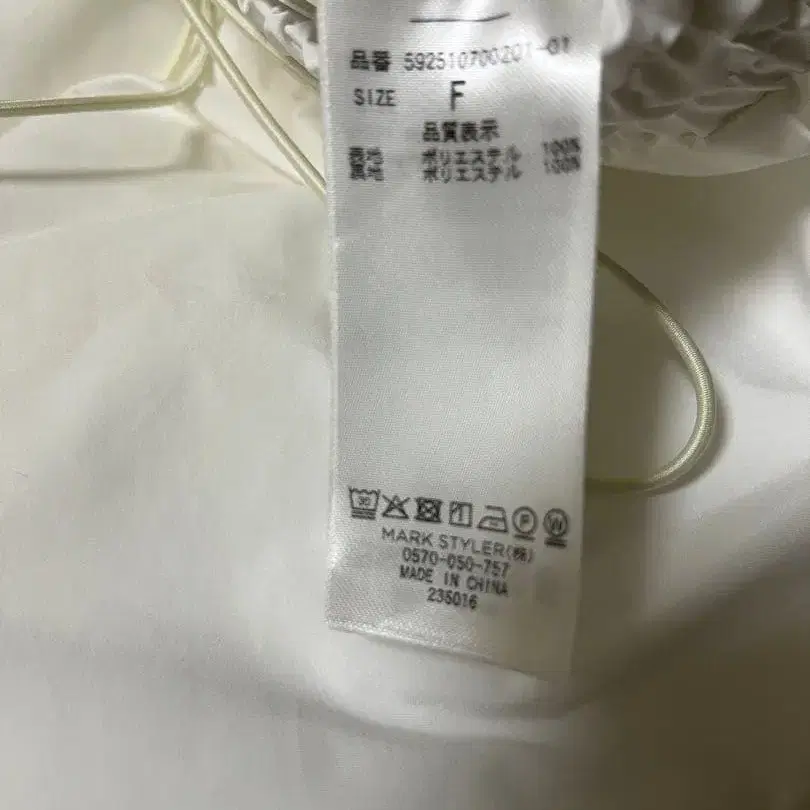 品番 592510700201-01
SIZE F
品質表示
表地 ポリエステル 100%
裏地 ポリエステル 100%
30 F W
MARK STYLER(株)
0570-050-757
MADE IN CHINA
235016